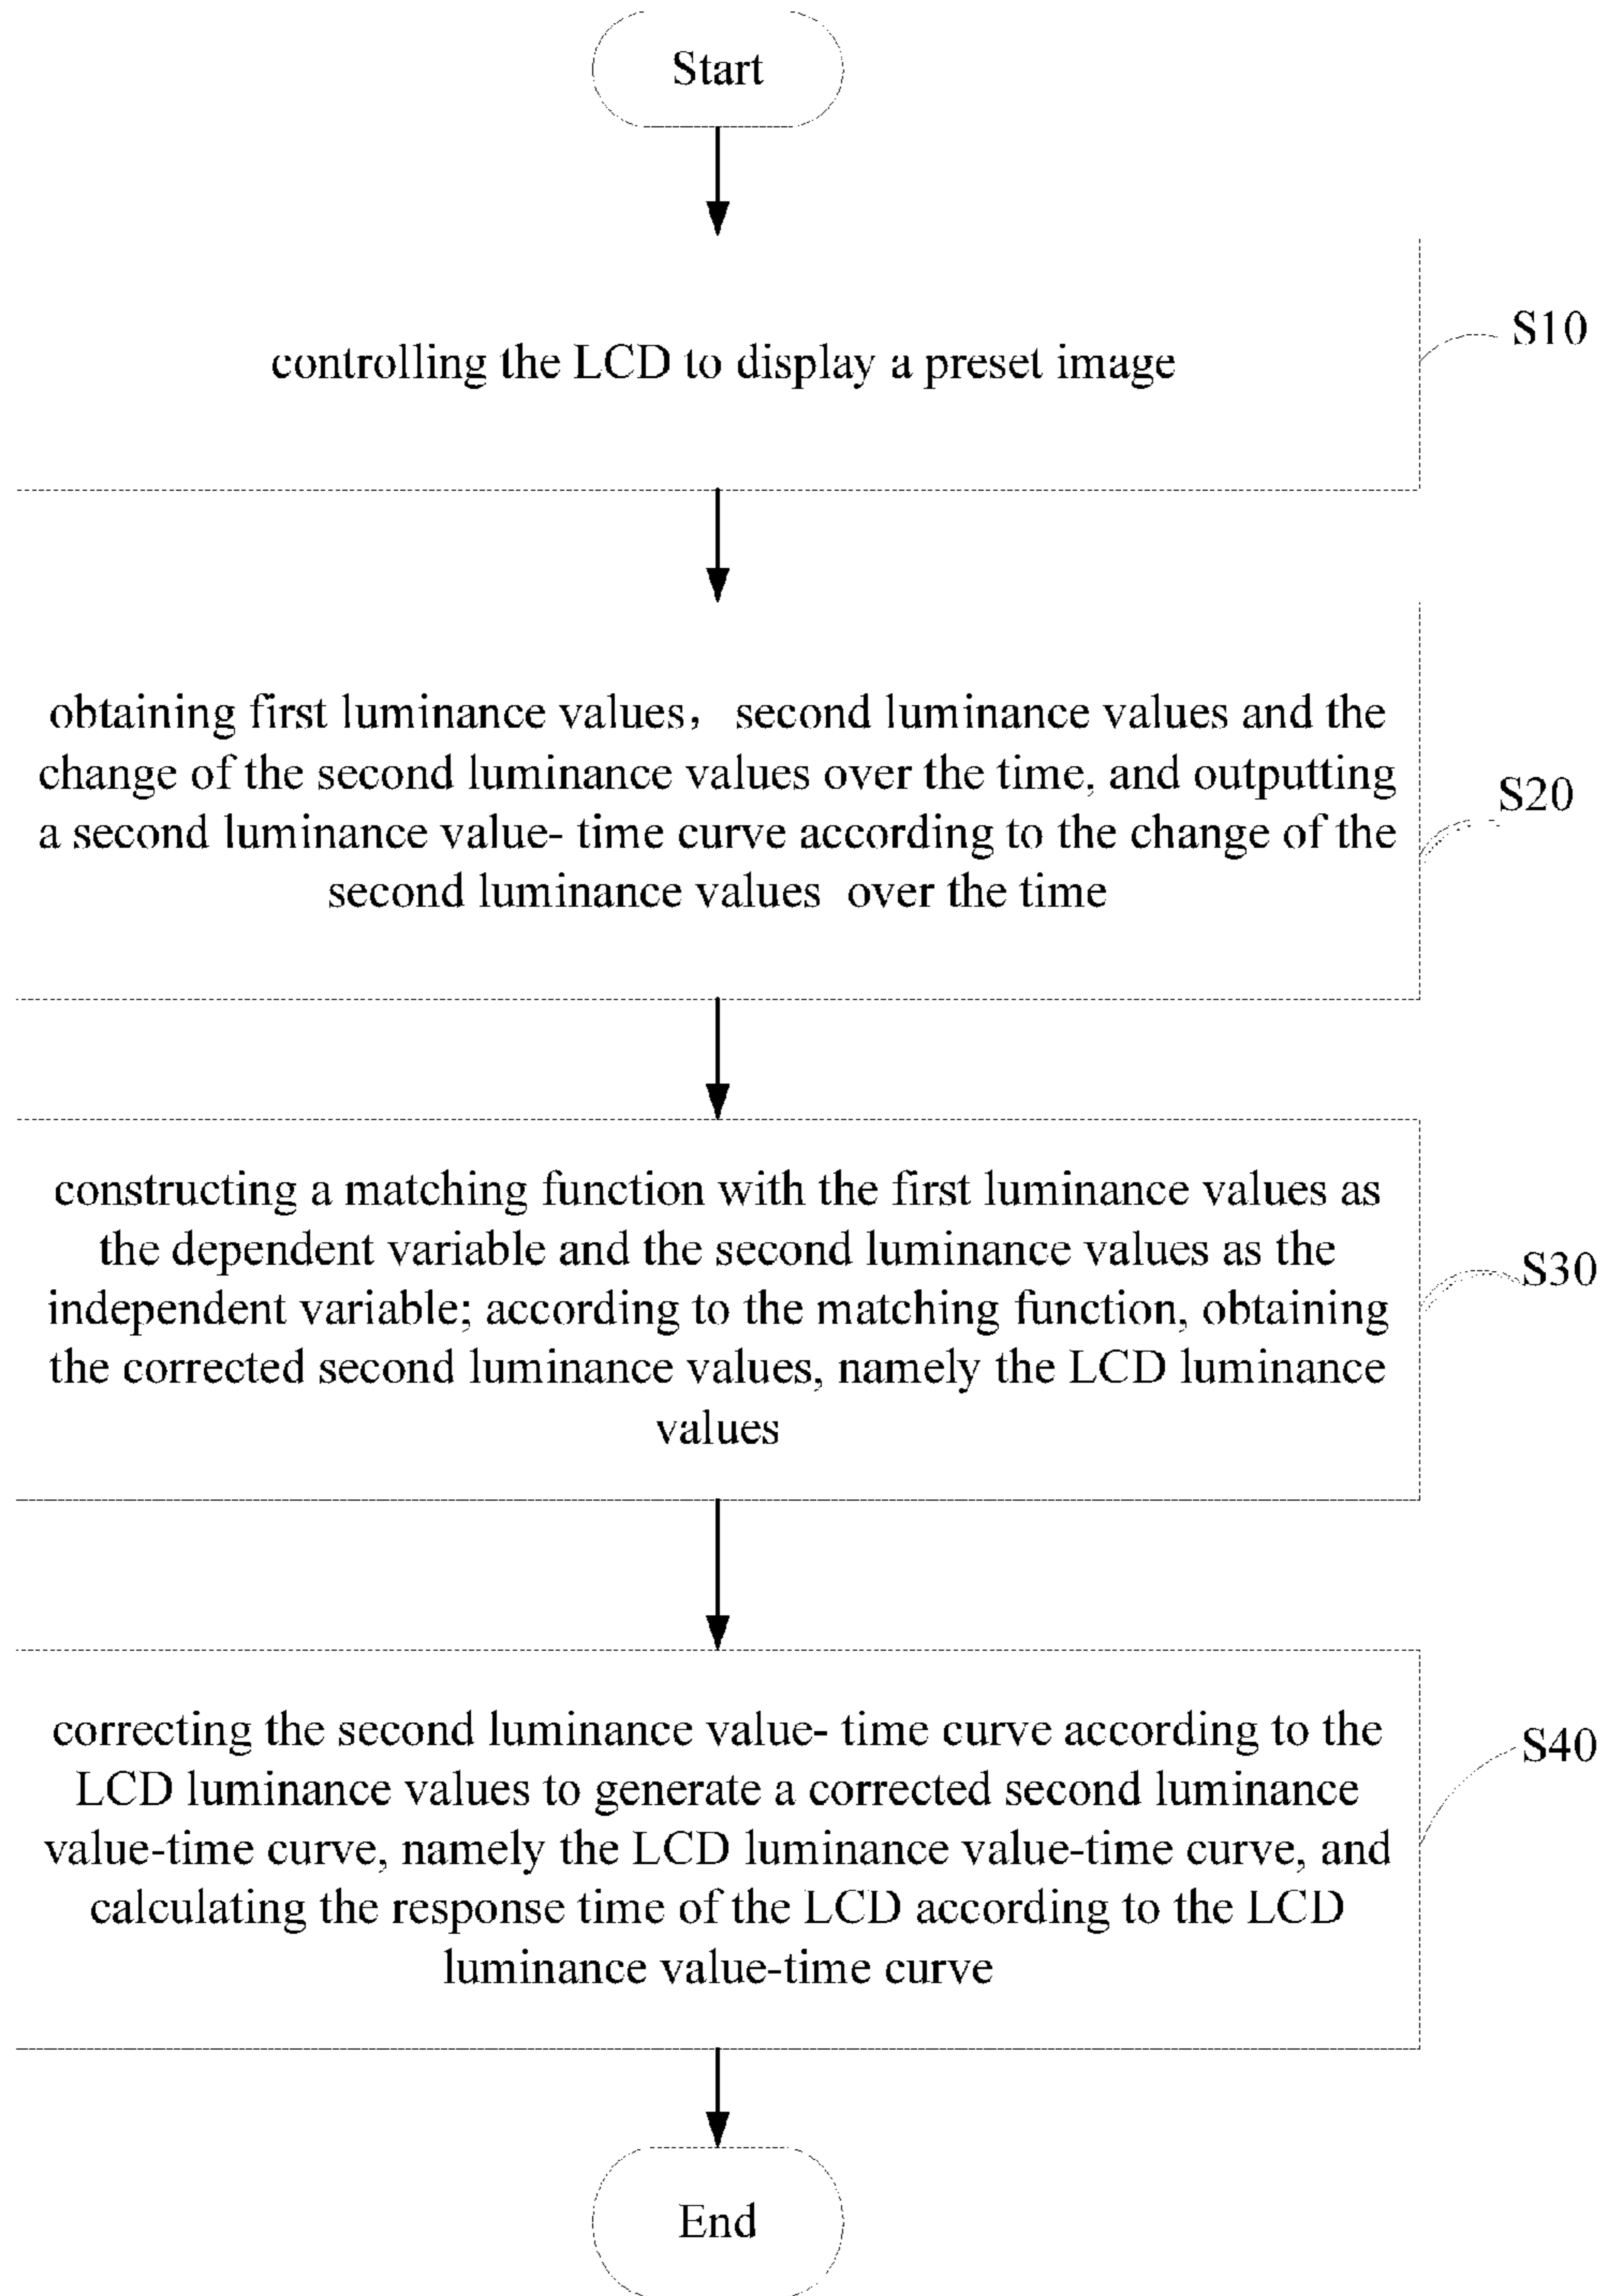 Start
controlling the LCD to display a preset image
S10
obtaining first luminance values， second luminance values and the
change of the second luminance values over the time, and outputting
a second luminance value- time curve according to the change of the
second luminance values over the time
S20
constructing a matching function with the first luminance values as
the dependent variable and the second luminance values as the
independent variable; according to the matching function, obtaining
the corrected second luminance values, namely the LCD luminance
values
S30
correcting the second luminance value- time curve according to the
LCD luminance values to generate a corrected second luminance
value-time curve, namely the LCD luminance value-time curve, and
calculating the response time of the LCD according to the LCD
luminance value-time curve
S40
End